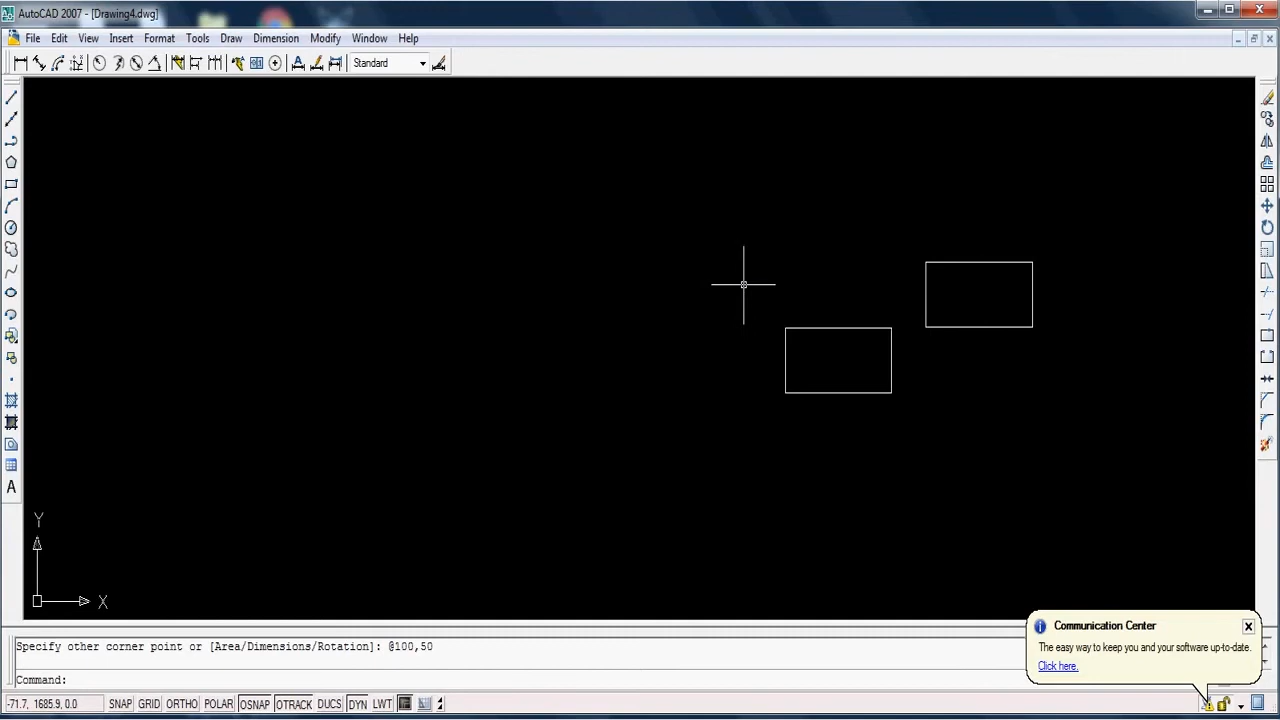 AutoCAD 2007 - [Drawing4.dwg]
File Edit View Insert Format Tools Draw Dimension Modify Window Help
Standard
A
Y
X
Communication Center
The easy way to keep you and your software up-to-date.
Click here.
Specify other corner point or [Area/Dimensions/Rotation]: @100,50
Command:
-71.7, 1685.9, 0.0 SNAP GRID ORTHO POLAR OSNAP OTRACK DUCS DYN LWT